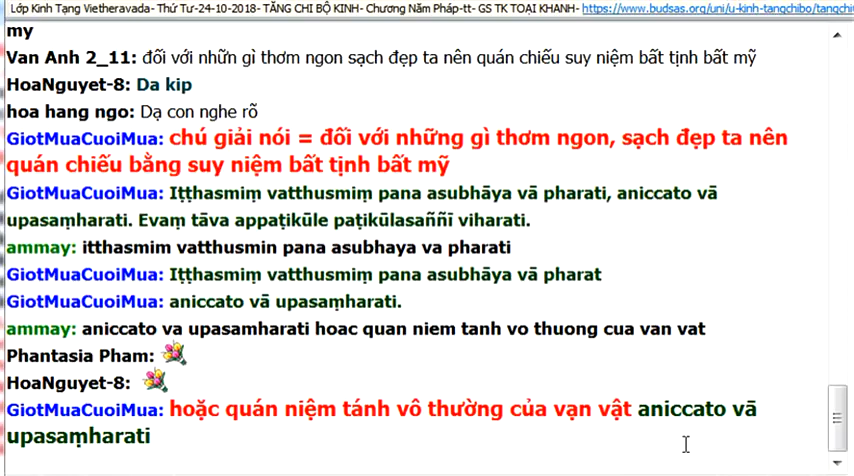 Lớp Kinh Tạng Vietheravada- Thứ Tư-24-10-2018- TĂNG CHI BỘ KINH- Chương Năm Pháp-tt- GS TK TOẠI KHANH- https://www.budsas.org/uni/u-kinh-tangchibo/tangchi
my
Van Anh 2_11: đối với nhữn gì thơm ngon sạch đẹp ta nên quán chiếu suy niệm bất tịnh bất mỹ
HoaNguyet-8: Da kip
hoa hang ngo: Dạ con nghe rõ
GiotMuaCuoiMua: chú giải nói = đối với những gì thơm ngon, sạch đẹp ta nên
quán chiếu bằng suy niệm bất tịnh bất mỹ
GiotMuaCuoiMua: Iṭṭhasmiṃ vatthusmiṃ pana asubhāya vā pharati, aniccato vā
upasaṃharati. Evaṃ tāva appaṭikūle paṭikūlasaññī viharati.
ammay: itthasmim vatthusmin pana asubhaya va pharati
GiotMuaCuoiMua: Iṭṭhasmiṃ vatthusmiṃ pana asubhāya vā pharat
GiotMuaCuoiMua: aniccato vā upasaṃharati.
ammay: aniccato va upasamharati hoac quan niem tanh vo thuong cua van vat
Phantasia Pham:
HoaNguyet-8:
GiotMuaCuoiMua: hoặc quán niệm tánh vô thường của vạn vật aniccato vā
upasaṃharati